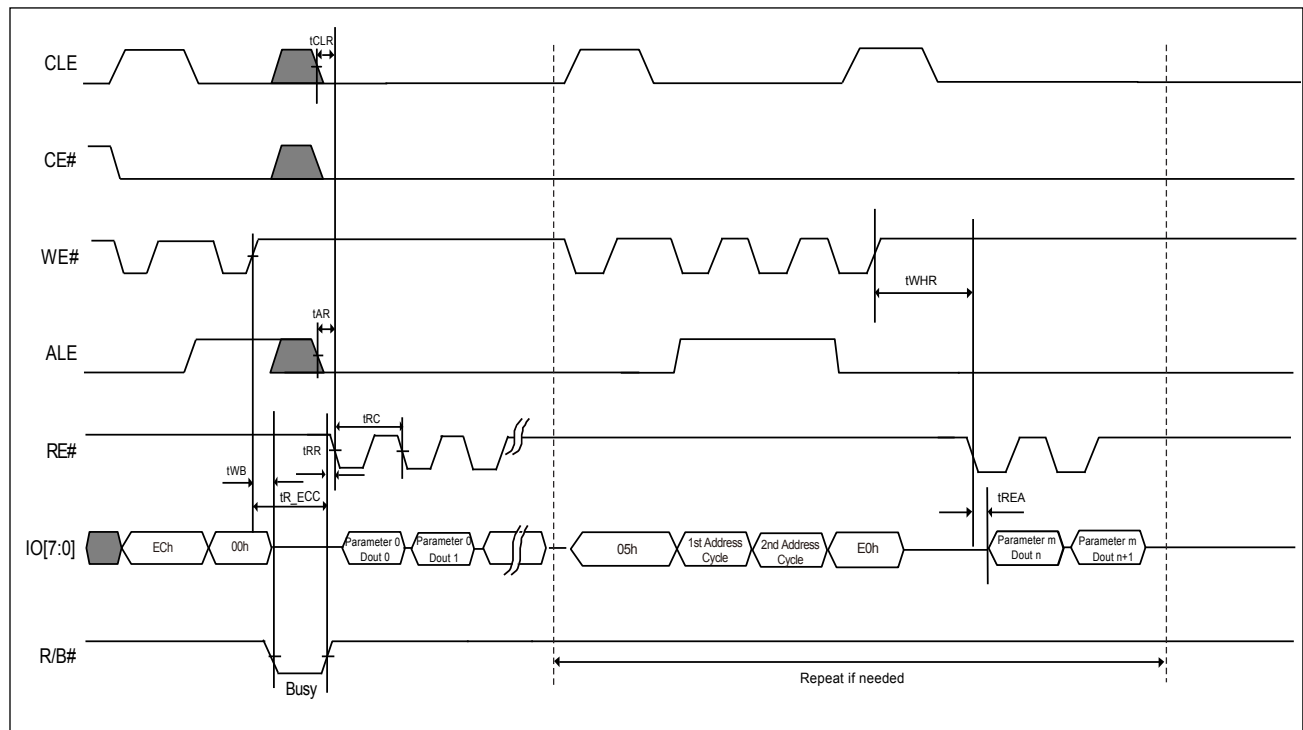 tCLR
CLE
CE#
WE#
tWHR
tAR
ALE
tRC
RE#
tRR
tWB
tR_ECC
tREA
IO[7:0]
ECh
00h
Parameter 0
Dout 0
Parameter 0
Dout 1
05h
1st Address
Cycle
2nd Address
Cycle
E0h
Parameter m
Dout n
Parameter m
Dout n+1
R/B#
Busy
Repeat if needed